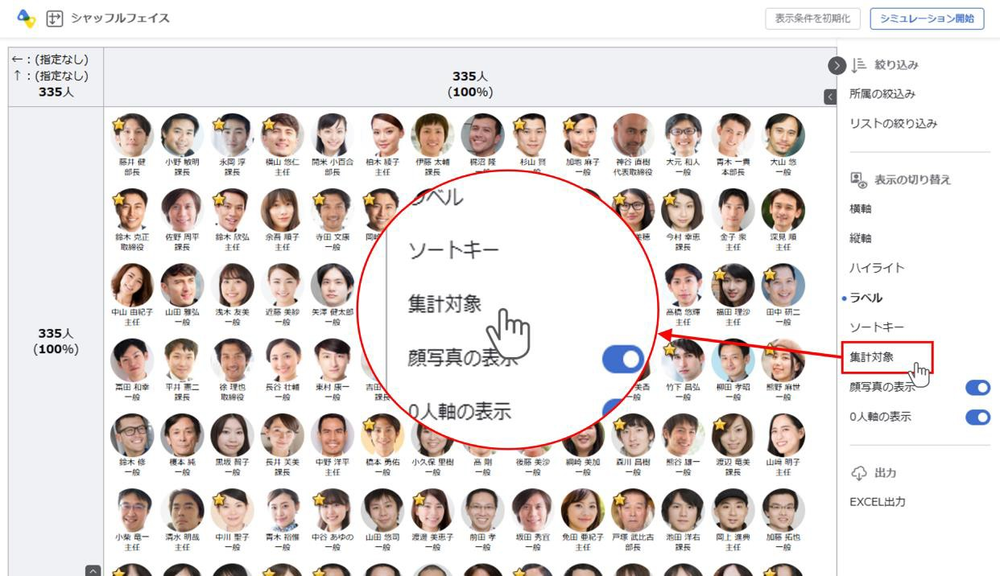 シャッフルフェイス
表示条件を初期化
シミュレーション開始
←：(指定なし)
↑：(指定なし)
335人
335人
(100%)
335人
(100%)
藤井 健 小野 敏明 永岡 淳 横山 悠仁 開米 小百合 柏木 綾子 伊藤 太輔 梶沼 隆 杉山 賢 加地 麻子 神谷 直樹 大元 和人 青木 一貴 大山 悠
部長 課長 課長 主任 部長 主任 課長 一般 一般 一般 代表取締役 一般 本部長 一般
鈴木 克正 佐野 周平 鈴木 欣弘 余吾 順子 寺田 文康 今村 幸恵 金子 衆 深見 順
取締役 課長 主任 主任 一般 課長 主任 主任
中山 由紀子 山田 雅弘 浅木 友美 近藤 美紗 矢澤 健太郎 高橋 悠輝 福田 理沙 田中 研二
主任 一般 一般 一般 一般 主任 主任 一般
冨田 和幸 平井 憲二 徐 理也 長谷 壮輔 東村 康一 吉田 美香 竹下 昌弘 柳田 孝昭 熊野 麻世
一般 課長 取締役 一般 一般 課長 一般 一般 一般 一般
鈴木 修 榎本 純 黒坂 智子 長井 芙美 中野 洋平 橋本 勇佑 小久保 里樹 高 剛 後藤 美沙 綱崎 美加 森川 昌樹 熊谷 雄一 渡辺 竜美 山崎 明子
一般 一般 一般 課長 主任 一般 一般 一般 一般 一般 一般 一般 課長 主任
小柴 竜一 清水 明哉 中川 聖子 青木 裕惟 中谷 あゆの 山田 悠司 渡邊 美恵子 前田 孝 坂田 秀宜 免田 亜紀子 戸塚 武比古 池田 洋右 岡上 進典 加藤 拓也
主任 主任 一般 一般 一般 主任 一般 一般 一般 主任 部長 課長 主任 一般
ラベル
ソートキー
集計対象
顔写真の表示
0人軸の表示
絞り込み
所属の絞込み
リストの絞り込み
表示の切り替え
横軸
縦軸
ハイライト
ラベル
ソートキー
集計対象
顔写真の表示
0人軸の表示
出力
EXCEL出力